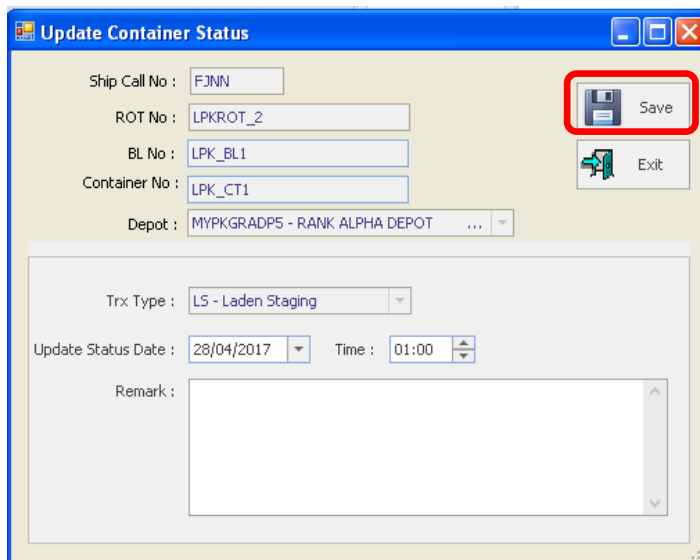 Update Container Status
Ship Call No : FJNN
ROT No : LPKROT_2
Save
BL No : LPK_BL1
Exit
Container No : LPK_CT1
Depot : MYPKGRADP5 - RANK ALPHA DEPOT ...
Trx Type : LS - Laden Staging
Update Status Date : 28/04/2017 Time : 01:00
Remark :